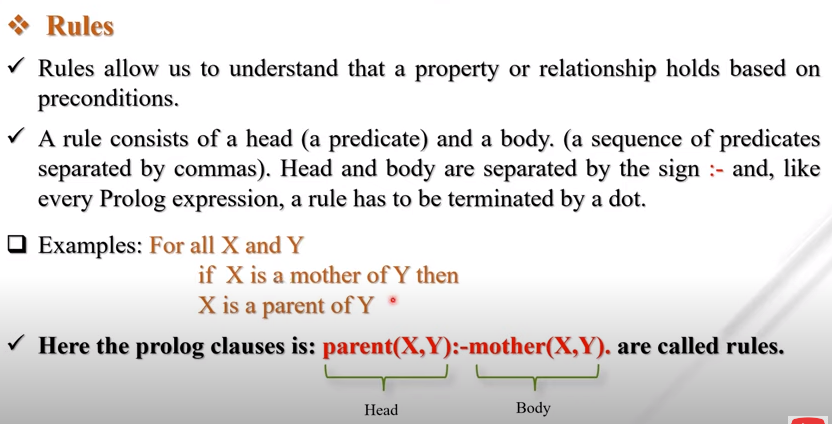 Rules
Rules allow us to understand that a property or relationship holds based on
preconditions.
A rule consists of a head (a predicate) and a body. (a sequence of predicates
separated by commas). Head and body are separated by the sign :- and, like
every Prolog expression, a rule has to be terminated by a dot.
Examples: For all X and Y
if X is a mother of Y then
X is a parent of Y
Here the prolog clauses is: parent(X,Y):-mother(X,Y). are called rules.
Head Body